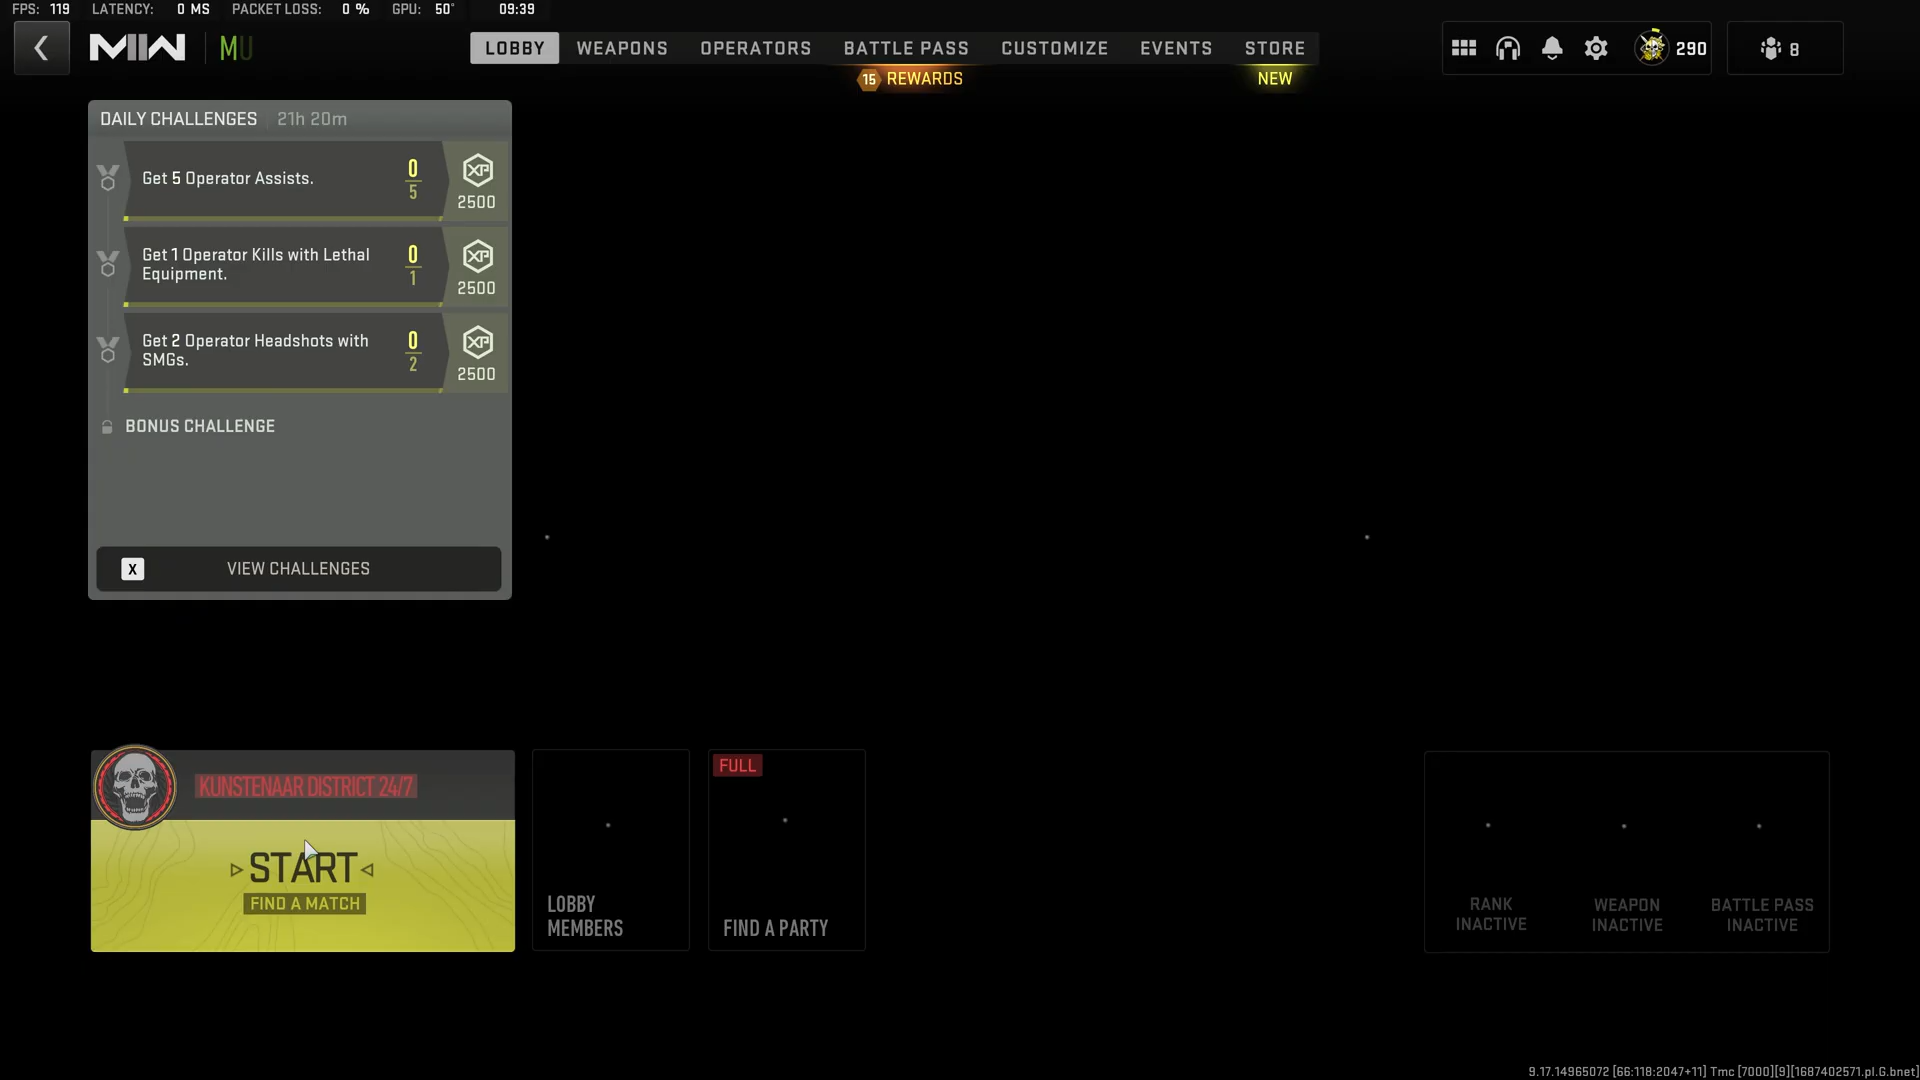 FPS: 119 LATENCY: 0 MS PACKET LOSS: 0 % GPU: 50° 09:39
MWII MU
LOBBY WEAPONS OPERATORS BATTLE PASS CUSTOMIZE EVENTS STORE
290 8
15 REWARDS NEW
DAILY CHALLENGES 21h 20m
Get 5 Operator Assists. 0/5 XP 2500
Get 1 Operator Kills with Lethal
Equipment. 0/1 XP 2500
Get 2 Operator Headshots with
SMGs. 0/2 XP 2500
BONUS CHALLENGE
X VIEW CHALLENGES
KUNSTENAAR DISTRICT 24/7
START
FIND A MATCH
LOBBY
MEMBERS
FULL
FIND A PARTY
RANK
INACTIVE
WEAPON
INACTIVE
BATTLE PASS
INACTIVE
9.17.14965072 [66:118:2047+11] Tmc [7000][9][1687402571.pl.G.bnet]